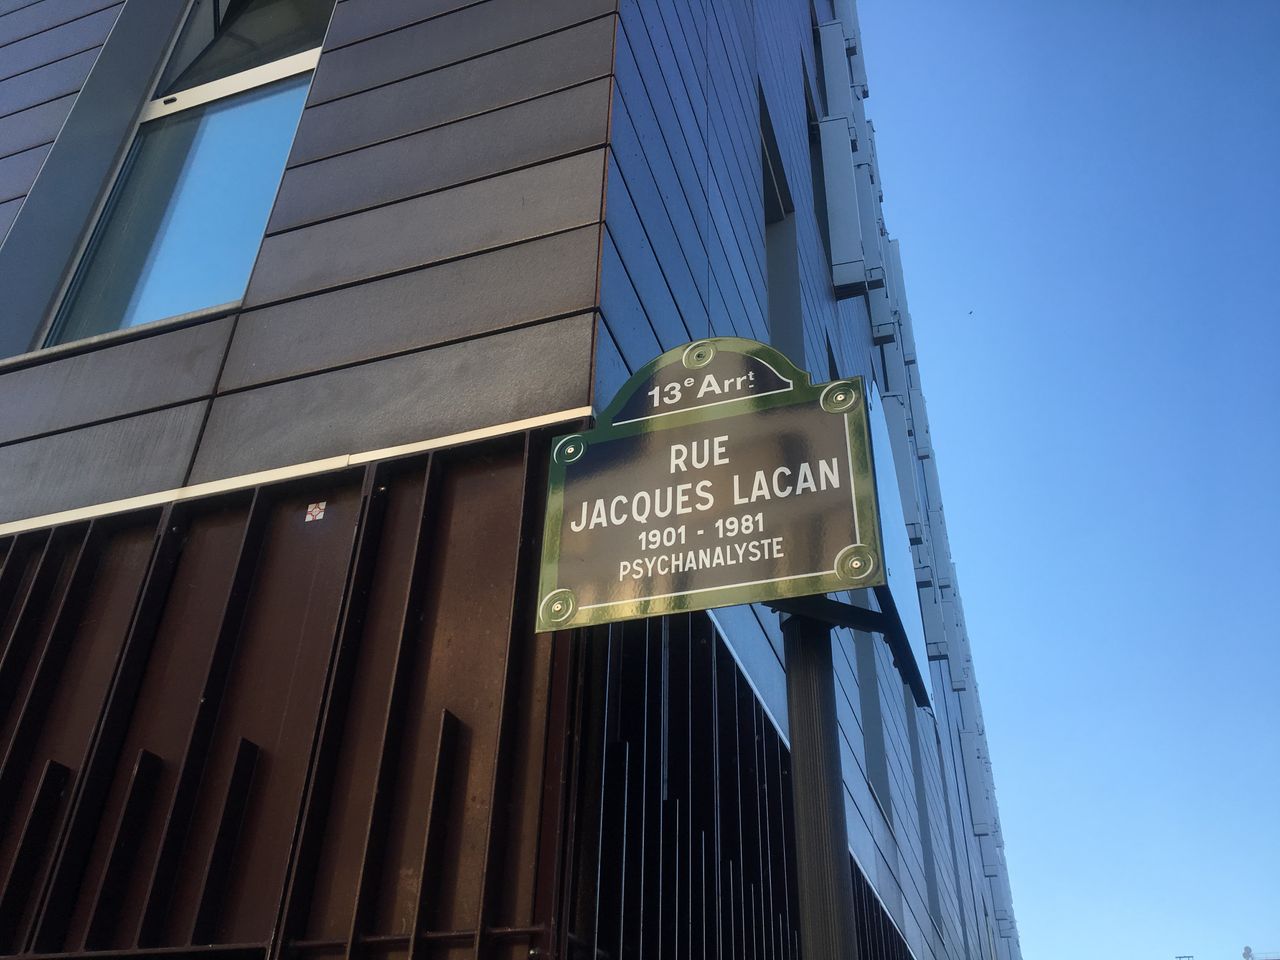 13e Arrt
RUE
JACQUES LACAN
1901 - 1981
PSYCHANALYSTE